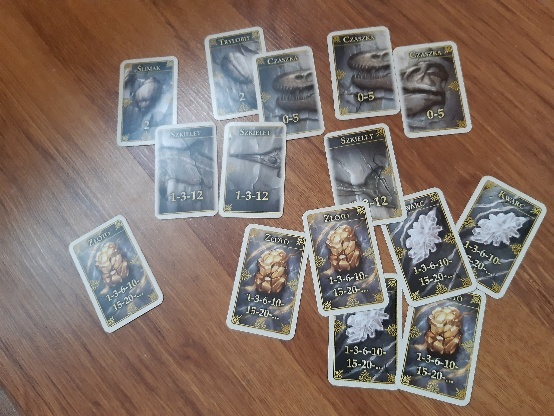 ŚLIMAK
2
TRYLOBIT
2
CZASZKA
0-5
CZASZKA
0-5
CZASZKA
0-5
SZKIELET
1-3-12
SZKIELET
1-3-12
SZKIELET
3-12
ZŁOTO
1-3-6-10-
15-20-...
ZŁOTO
1-3-6-10-
15-20-...
ZŁOTO
1-3-6-10-
15-20-...
KWARC
1-3-6-10-
15-20-...
KWARC
-3-6-10-
20-...
1-3-6-10-
15-20-...
1-3-6-10-
15-20-...